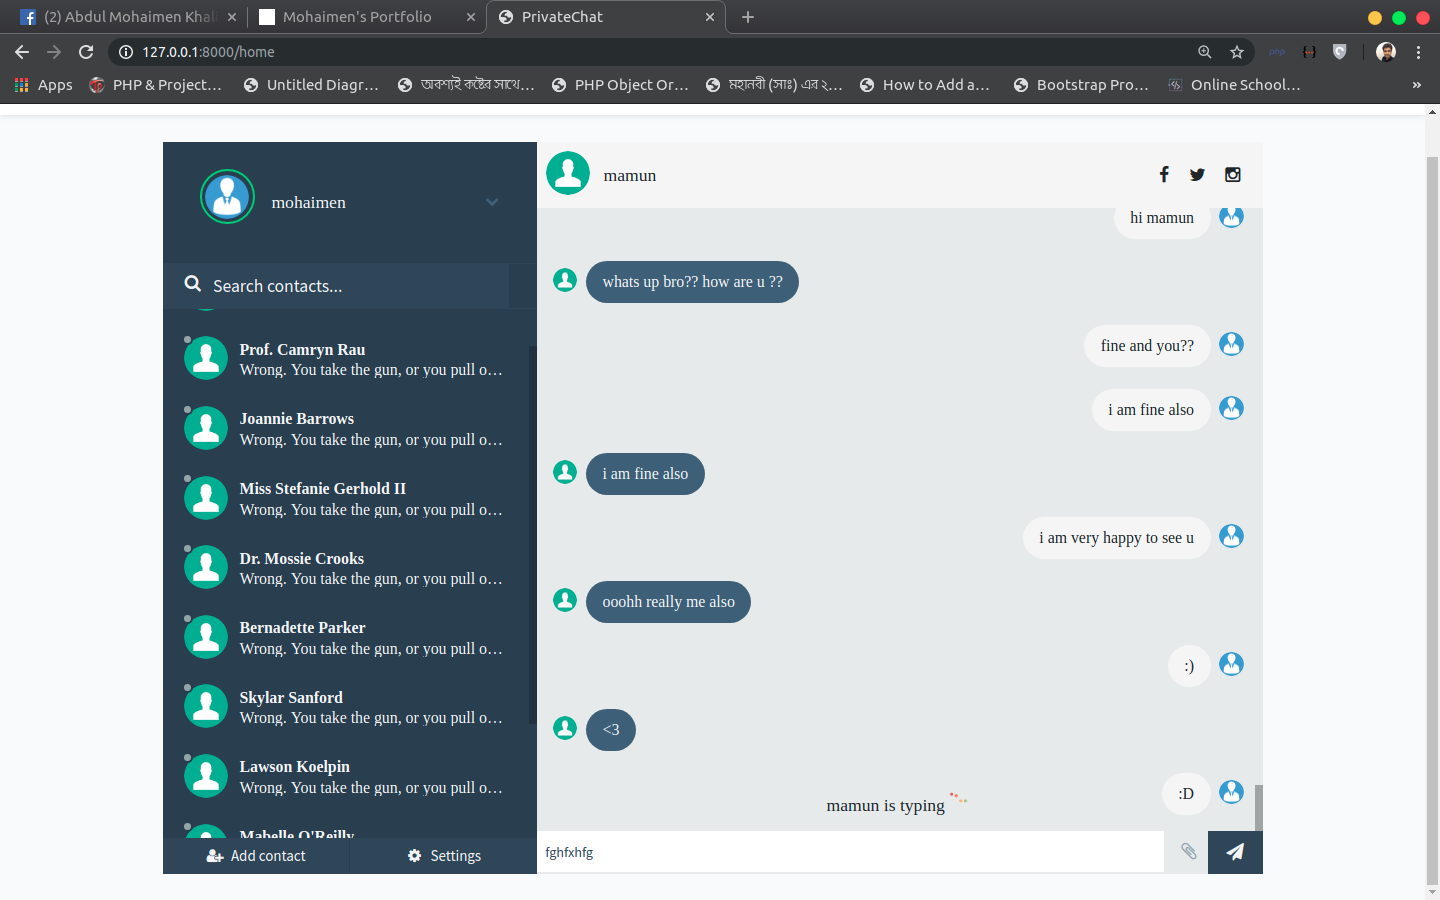 (2) Abdul Mohaimen Khal
Mohaimen's Portfolio
PrivateChat
127.0.0.1:8000/home
php
Apps
PHP & Project…
Untitled Diagr…
অবশ্যই কষ্টের সাথে…
PHP Object Or…
মহানবী (সাঃ) এর ২…
How to Add a…
Bootstrap Pro…
Online School…
mohaimen
Search contacts...
Prof. Camryn Rau
Wrong. You take the gun, or you pull o…
Joannie Barrows
Wrong. You take the gun, or you pull o…
Miss Stefanie Gerhold II
Wrong. You take the gun, or you pull o…
Dr. Mossie Crooks
Wrong. You take the gun, or you pull o…
Bernadette Parker
Wrong. You take the gun, or you pull o…
Skylar Sanford
Wrong. You take the gun, or you pull o…
Lawson Koelpin
Wrong. You take the gun, or you pull o…
Mabelle O'Reilly
Add contact
Settings
mamun
hi mamun
whats up bro?? how are u ??
fine and you??
i am fine also
i am fine also
i am very happy to see u
ooohh really me also
:)
<3
:D
mamun is typing
fghfxhfg